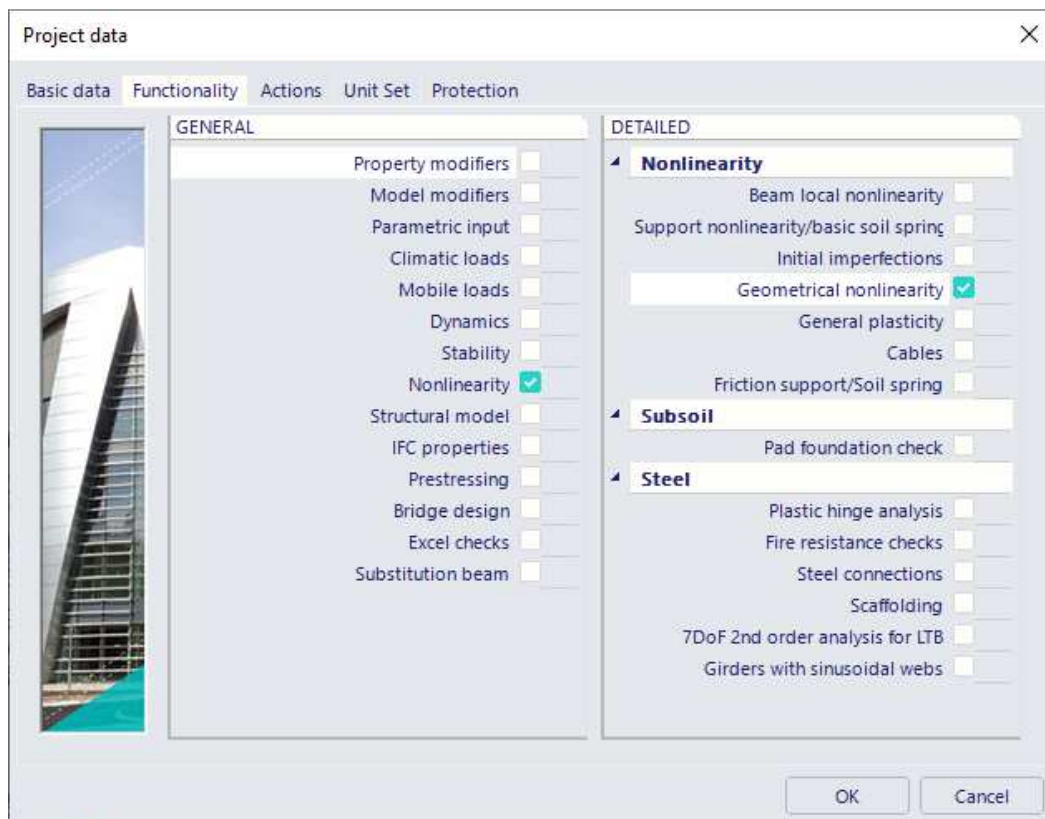 Project data
Basic data Functionality Actions Unit Set Protection
GENERAL
Property modifiers
Model modifiers
Parametric input
Climatic loads
Mobile loads
Dynamics
Stability
Nonlinearity
Structural model
IFC properties
Prestressing
Bridge design
Excel checks
Substitution beam
DETAILED
Nonlinearity
Beam local nonlinearity
Support nonlinearity/basic soil spring
Initial imperfections
Geometrical nonlinearity
General plasticity
Cables
Friction support/Soil spring
Subsoil
Pad foundation check
Steel
Plastic hinge analysis
Fire resistance checks
Steel connections
Scaffolding
7DoF 2nd order analysis for LTB
Girders with sinusoidal webs
OK Cancel